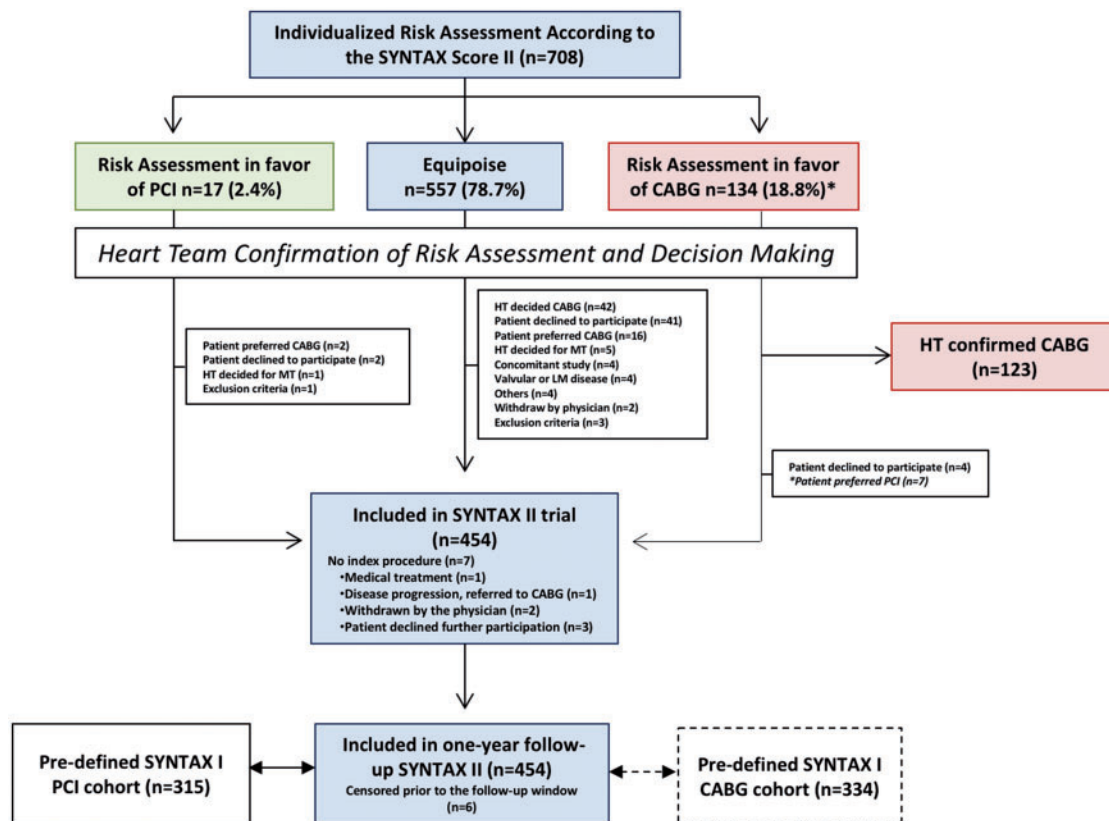 Individualized Risk Assessment According to
the SYNTAX Score II (n=708)
Risk Assessment in favor
of PCI n=17 (2.4%)
Equipoise
n=557 (78.7%)
Risk Assessment in favor
of CABG n=134 (18.8%)*
Heart Team Confirmation of Risk Assessment and Decision Making
Patient preferred CABG (n=2)
Patient declined to participate (n=2)
HT decided for MT (n=1)
Exclusion criteria (n=1)
HT decided CABG (n=42)
Patient declined to participate (n=41)
Patient preferred CABG (n=16)
HT decided for MT (n=5)
Concomitant study (n=4)
Valvular or LM disease (n=4)
Others (n=4)
Withdraw by physician (n=2)
Exclusion criteria (n=3)
HT confirmed CABG
(n=123)
Patient declined to participate (n=4)
*Patient preferred PCI (n=7)
Included in SYNTAX II trial
(n=454)
No index procedure (n=7)
•Medical treatment (n=1)
•Disease progression, referred to CABG (n=1)
•Withdrawn by the physician (n=2)
•Patient declined further participation (n=3)
Pre-defined SYNTAX I
PCI cohort (n=315)
Included in one-year follow-
up SYNTAX II (n=454)
Censored prior to the follow-up window
(n=6)
Pre-defined SYNTAX I
CABG cohort (n=334)